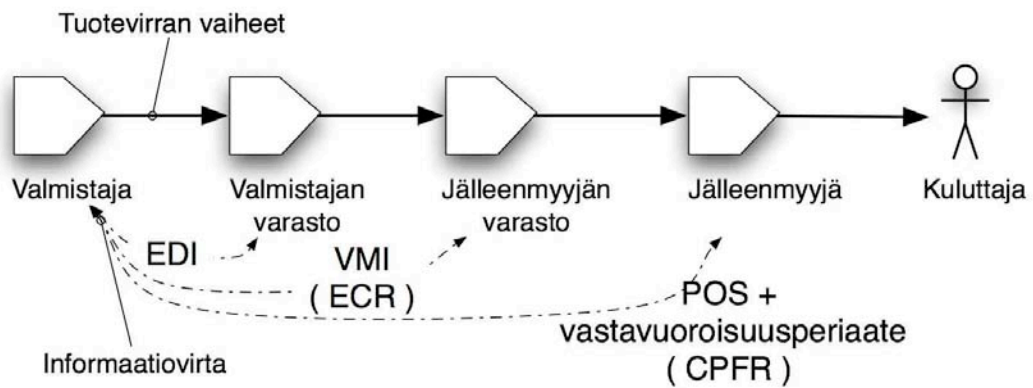 Tuotevirran vaiheet
Valmistaja
Valmistajan
varasto
Jälleenmyyjän
varasto
Jälleenmyyjä
Kuluttaja
EDI
VMI
( ECR )
POS +
vastavuoroisuusperiaate
( CPFR )
Informaatiovirta